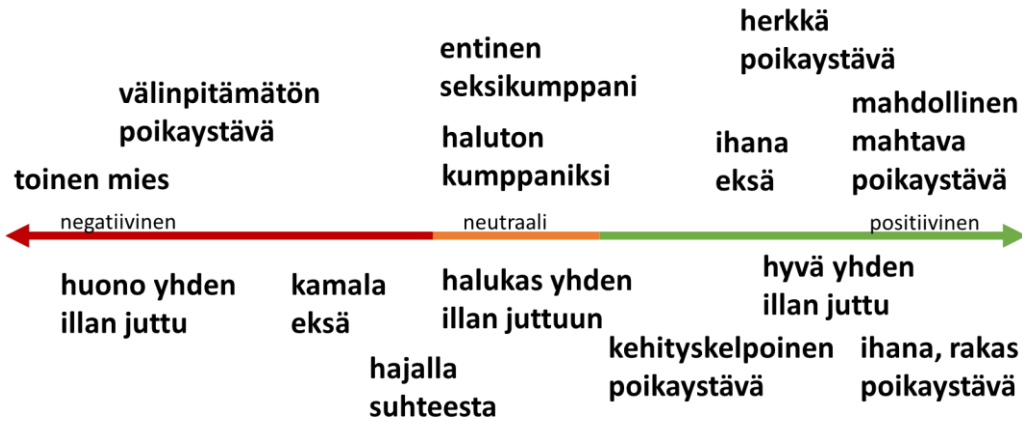 herkkä
poikaystävä
entinen
seksikumppani
välinpitämätön
poikaystävä
mahdollinen
mahtava
poikaystävä
haluton
kumppaniksi
ihana
eksä
toinen mies
negatiivinen
neutraali
positiivinen
huono yhden
illan juttu
kamala
eksä
halukas yhden
illan juttuun
hyvä yhden
illan juttu
hajalla
suhteesta
kehityskelpoinen
poikaystävä
ihana, rakas
poikaystävä